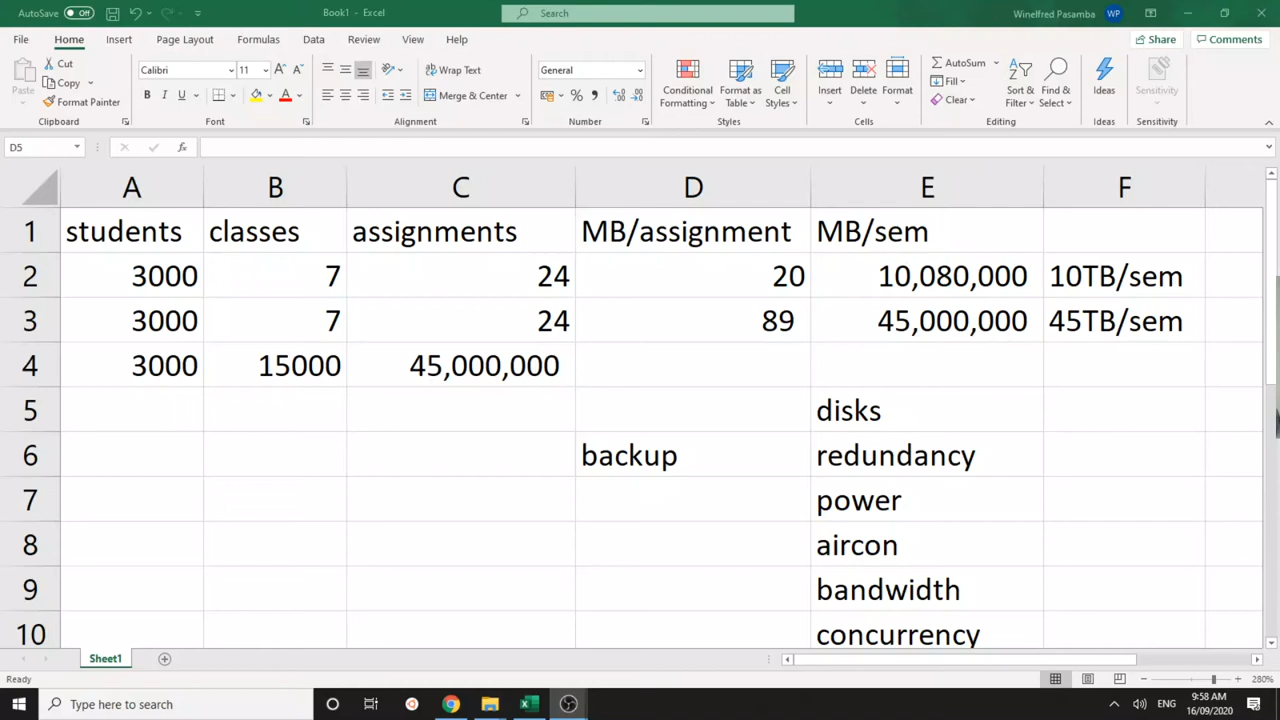 AutoSave Off Book1 - Excel Search Winelfred Pasamba WP
File Home Insert Page Layout Formulas Data Review View Help Share Comments
Paste Cut Copy Format Painter Clipboard
Calibri 11 B I U Font
Wrap Text Merge & Center Alignment
General % Number
Conditional Formatting Format as Table Cell Styles Styles
Insert Delete Format Cells
AutoSum Fill Clear Sort & Filter Find & Select Editing
Ideas Ideas
Sensitivity Sensitivity
D5 fx
A B C D E F
1 students classes assignments MB/assignment MB/sem
2 3000 7 24 20 10,080,000 10TB/sem
3 3000 7 24 89 45,000,000 45TB/sem
4 3000 15000 45,000,000
5 disks
6 backup redundancy
7 power
8 aircon
9 bandwidth
10 concurrency
Sheet1
Ready 280%
Type here to search ENG 9:58 AM
16/09/2020